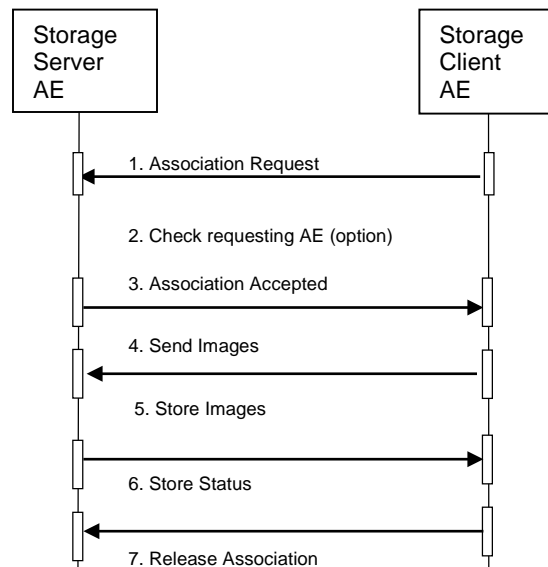 Storage
Server
AE
Storage
Client
AE
1. Association Request
2. Check requesting AE (option)
3. Association Accepted
4. Send Images
5. Store Images
6. Store Status
7. Release Association